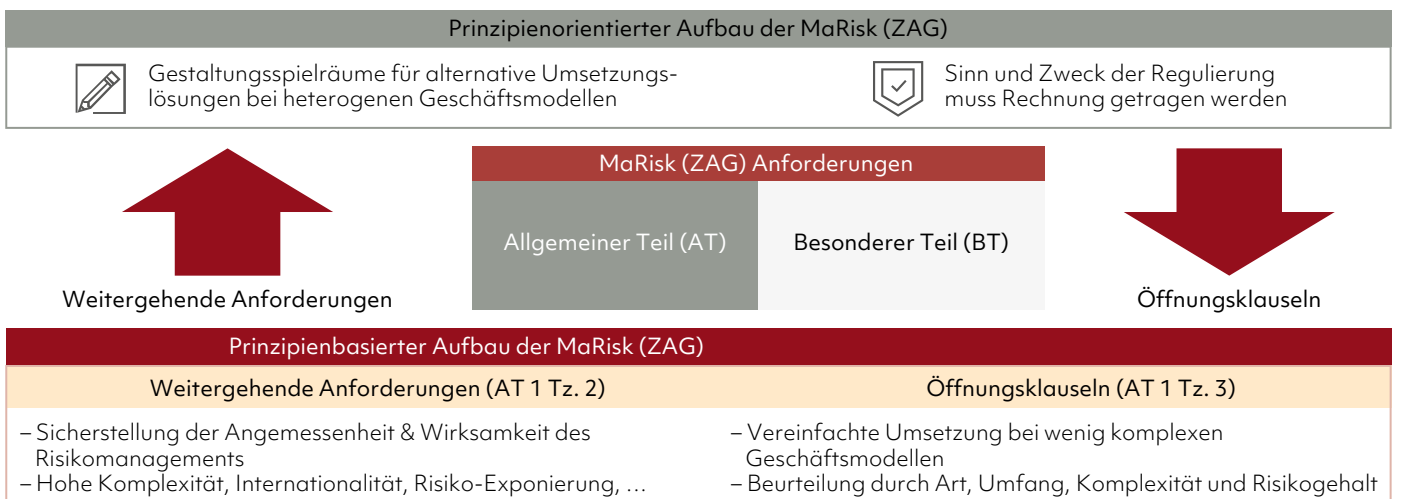 Prinzipienorientierter Aufbau der MaRisk (ZAG)
Gestaltungsspielräume für alternative Umsetzungs-
lösungen bei heterogenen Geschäftsmodellen
Sinn und Zweck der Regulierung
muss Rechnung getragen werden
MaRisk (ZAG) Anforderungen
Allgemeiner Teil (AT)
Besonderer Teil (BT)
Weitergehende Anforderungen
Öffnungsklauseln
Prinzipienbasierter Aufbau der MaRisk (ZAG)
Weitergehende Anforderungen (AT 1 Tz. 2)
– Sicherstellung der Angemessenheit & Wirksamkeit des
Risikomanagements
– Hohe Komplexität, Internationalität, Risiko-Exponierung, …
Öffnungsklauseln (AT 1 Tz. 3)
– Vereinfachte Umsetzung bei wenig komplexen
Geschäftsmodellen
– Beurteilung durch Art, Umfang, Komplexität und Risikogehalt